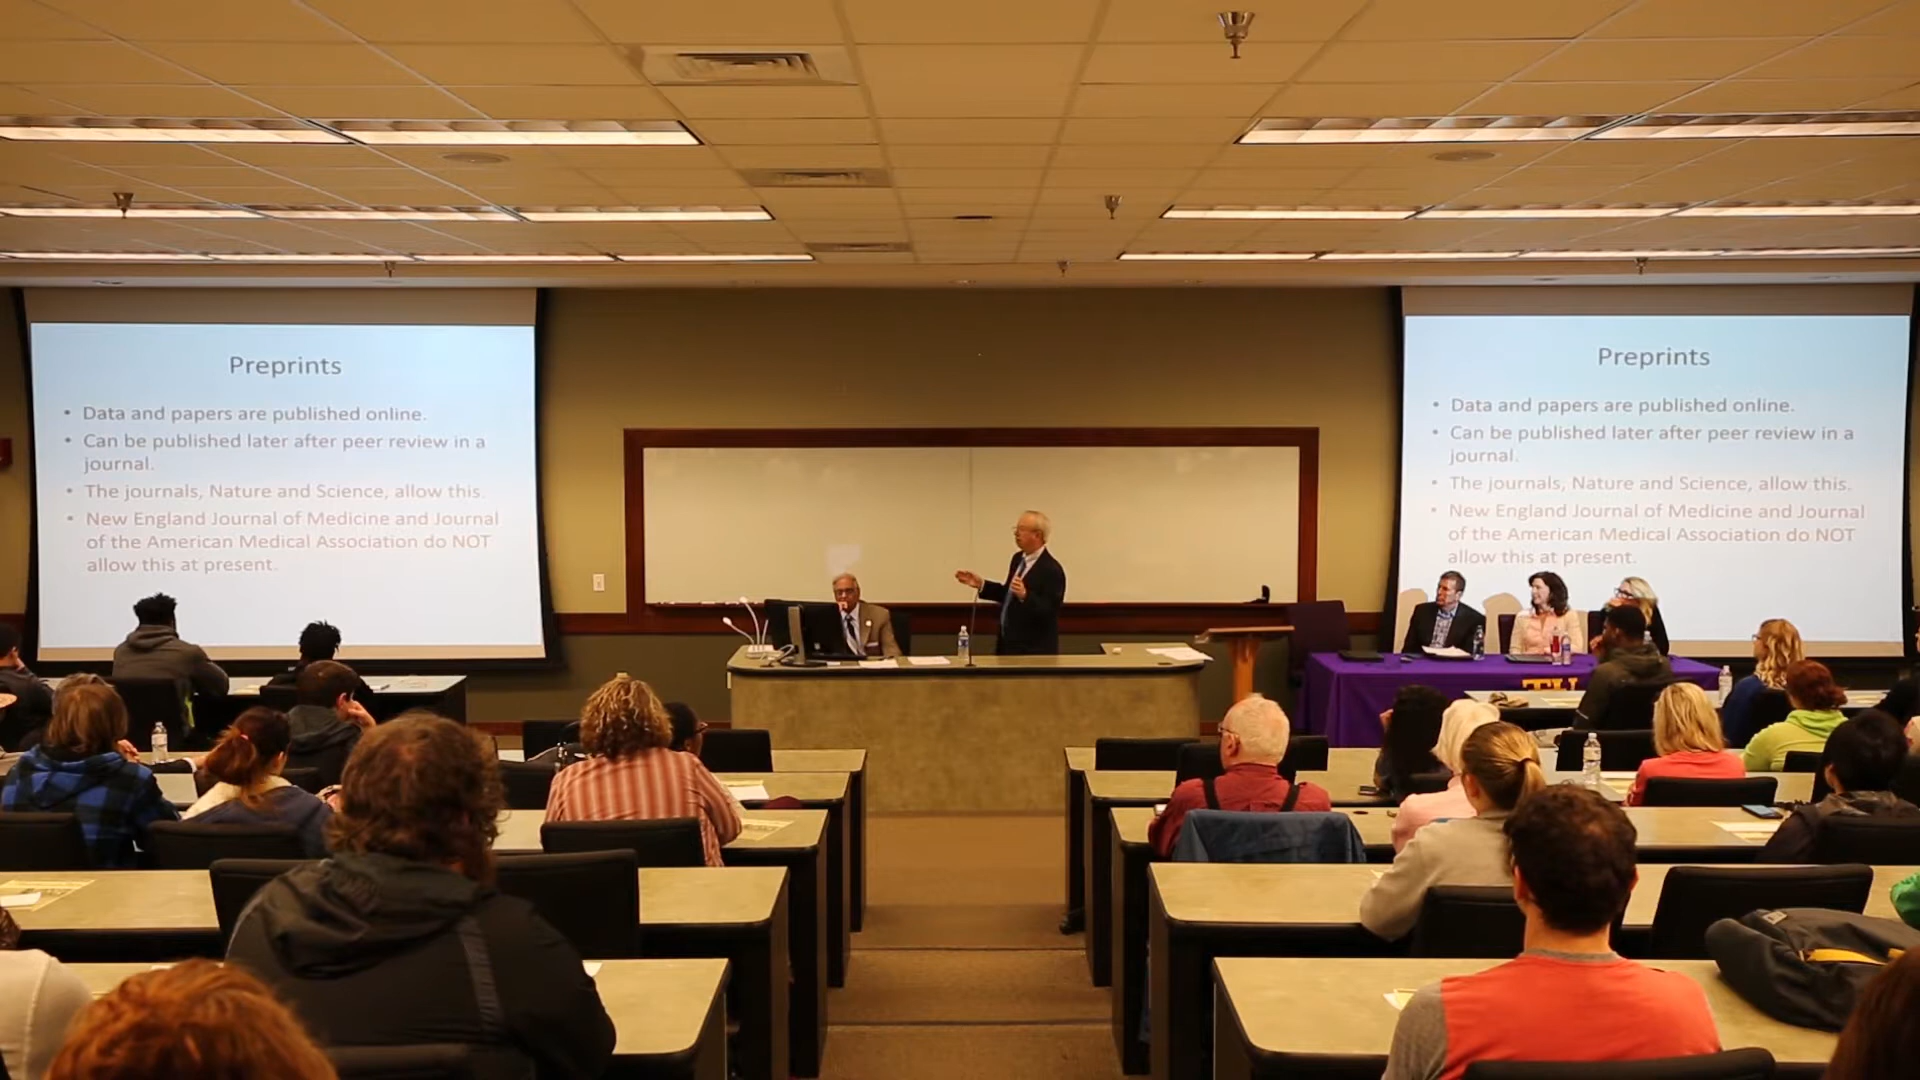 Preprints
• Data and papers are published online.
• Can be published later after peer review in a
journal.
• The journals, Nature and Science, allow this.
• New England Journal of Medicine and Journal
of the American Medical Association do NOT
allow this at present.
Preprints
• Data and papers are published online.
• Can be published later after peer review in a
journal.
• The journals, Nature and Science, allow this.
• New England Journal of Medicine and Journal
of the American Medical Association do NOT
allow this at present.